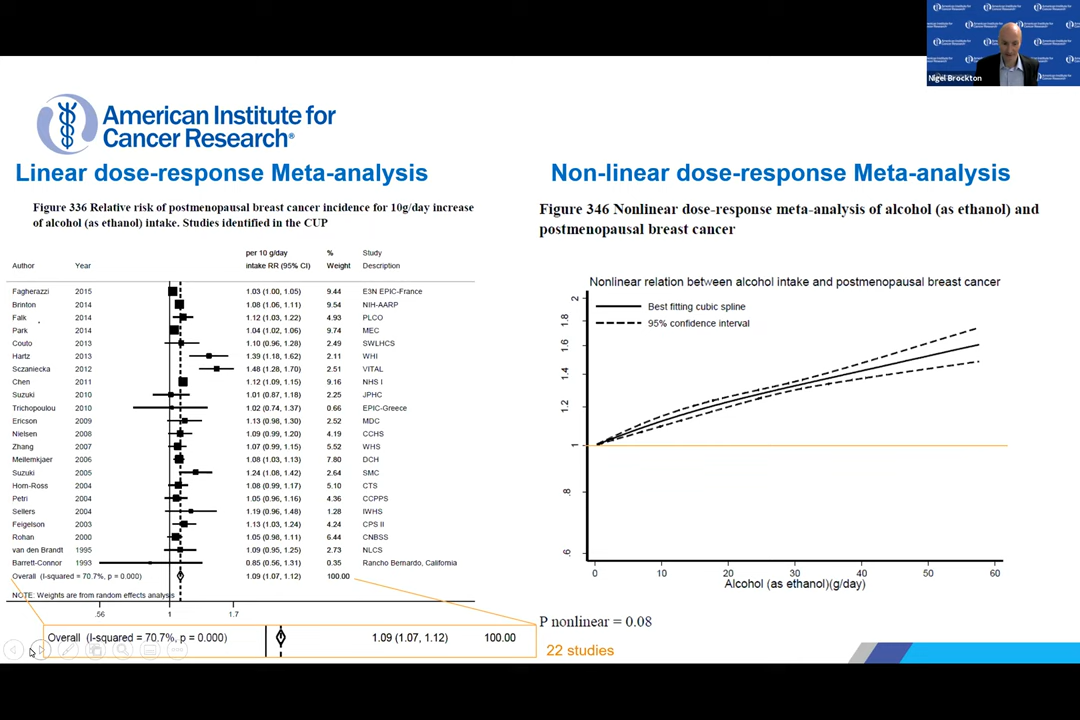 American Institute for
Cancer Research®
Nigel Brockton
Linear dose-response Meta-analysis
Figure 336 Relative risk of postmenopausal breast cancer incidence for 10g/day increase
of alcohol (as ethanol) intake. Studies identified in the CUP
per 10 g/day % Study
Author Year intake RR (95% CI) Weight Description
Fagherazzi 2015 1.03 (1.00, 1.05) 9.44 E3N EPIC-France
Brinton 2014 1.08 (1.06, 1.11) 9.54 NIH-AARP
Falk 2014 1.12 (1.03, 1.22) 4.93 PLCO
Park 2014 1.04 (1.02, 1.06) 9.74 MEC
Couto 2013 1.10 (0.96, 1.28) 2.49 SWLHCS
Hartz 2013 1.39 (1.18, 1.62) 2.11 WHI
Sczaniecka 2012 1.48 (1.28, 1.70) 2.51 VITAL
Chen 2011 1.12 (1.09, 1.15) 9.16 NHS I
Suzuki 2010 1.01 (0.87, 1.18) 2.25 JPHC
Trichopoulou 2010 1.02 (0.74, 1.37) 0.66 EPIC-Greece
Ericson 2009 1.13 (0.98, 1.30) 2.52 MDC
Nielsen 2008 1.09 (0.99, 1.20) 4.19 CCHS
Zhang 2007 1.07 (0.99, 1.15) 5.52 WHS
Mellemkjaer 2006 1.08 (1.03, 1.13) 7.80 DCH
Suzuki 2005 1.24 (1.08, 1.42) 2.64 SMC
Horn-Ross 2004 1.08 (0.99, 1.17) 5.10 CTS
Petri 2004 1.05 (0.96, 1.16) 4.36 CCPPS
Sellers 2004 1.19 (0.96, 1.48) 1.28 IWHS
Feigelson 2003 1.13 (1.03, 1.24) 4.24 CPS II
Rohan 2000 1.05 (0.98, 1.11) 6.44 CNBSS
van den Brandt 1995 1.09 (0.95, 1.25) 2.73 NLCS
Barrett-Connor 1993 0.85 (0.56, 1.31) 0.35 Rancho Bernardo, California
Overall (I-squared = 70.7%, p = 0.000) 1.09 (1.07, 1.12) 100.00
NOTE: Weights are from random effects analysis
.56 1 1.7
Overall (I-squared = 70.7%, p = 0.000) 1.09 (1.07, 1.12) 100.00
Non-linear dose-response Meta-analysis
Figure 346 Nonlinear dose-response meta-analysis of alcohol (as ethanol) and
postmenopausal breast cancer
Nonlinear relation between alcohol intake and postmenopausal breast cancer
Best fitting cubic spline
95% confidence interval
2
1.8
1.6
1.4
1.2
1
.8
.6
0 10 20 30 40 50 60
Alcohol (as ethanol)(g/day)
P nonlinear = 0.08
22 studies